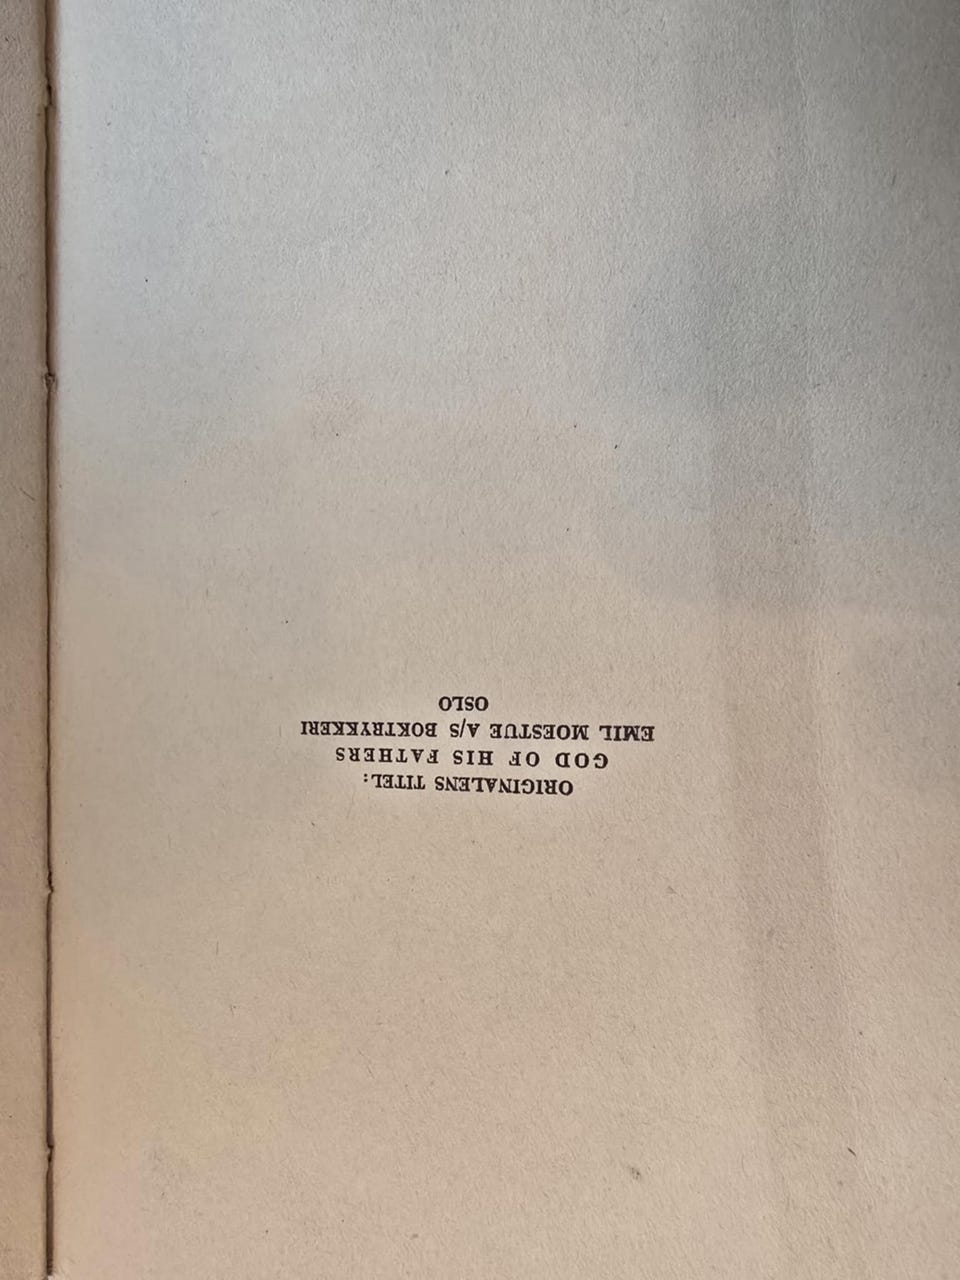 ORIGINALENS TITEL:
GOD OF HIS FATHERS
EMIL MOESTUE A/S BOKTRYKKERI
OSLO